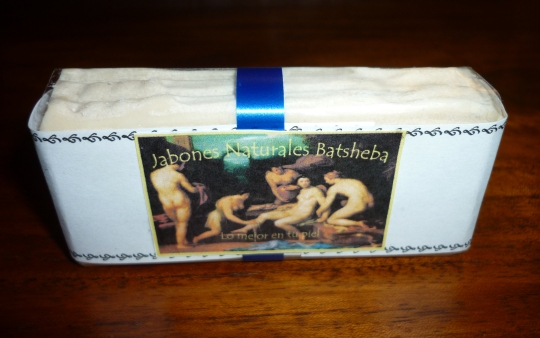 Jabones Naturales Batsheba
Lo mejor en tu piel